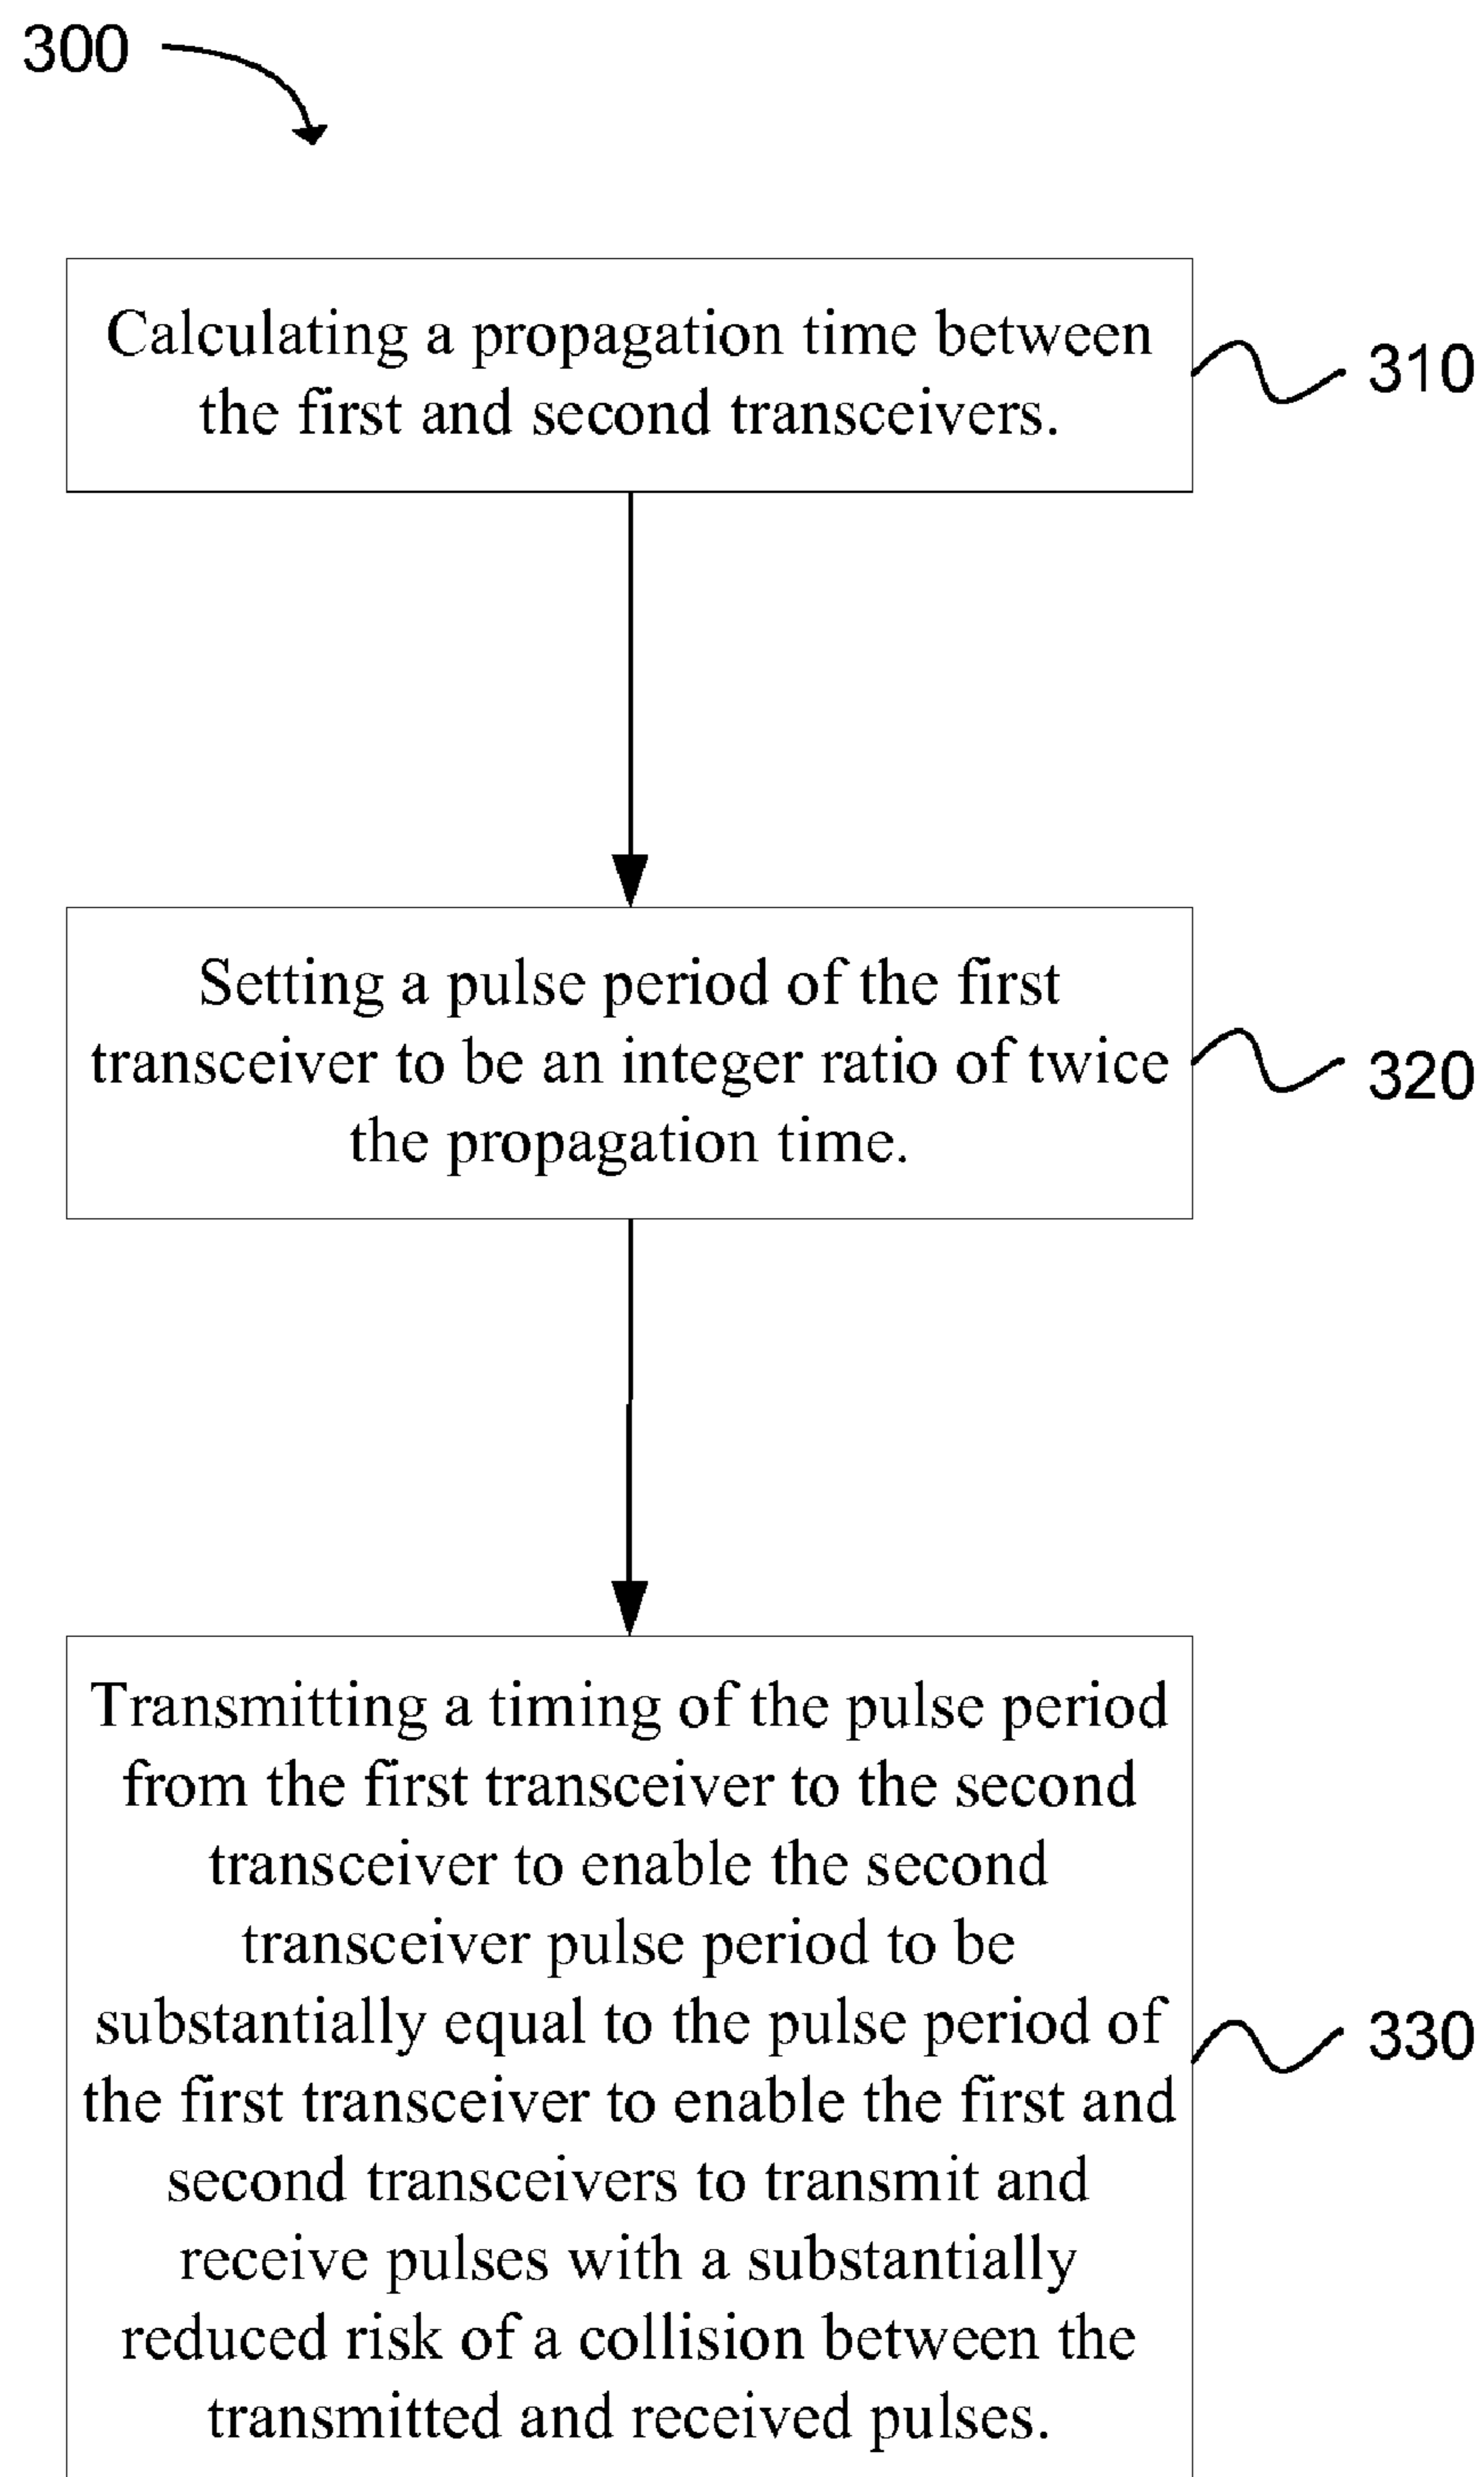 300
Calculating a propagation time between
the first and second transceivers.
310
Setting a pulse period of the first
transceiver to be an integer ratio of twice
the propagation time.
320
Transmitting a timing of the pulse period
from the first transceiver to the second
transceiver to enable the second
transceiver pulse period to be
substantially equal to the pulse period of
the first transceiver to enable the first and
second transceivers to transmit and
receive pulses with a substantially
reduced risk of a collision between the
transmitted and received pulses.
330